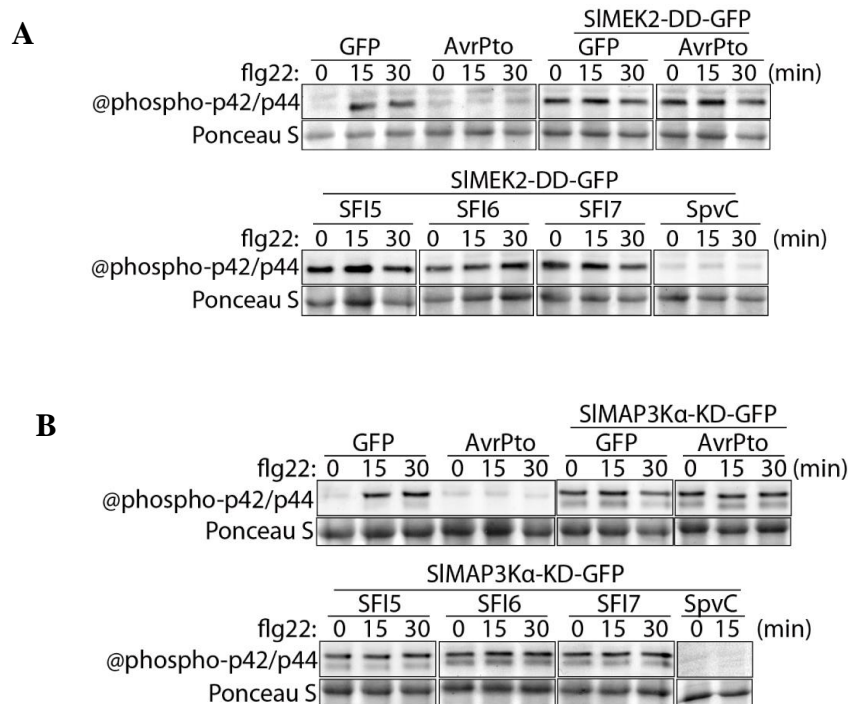 A
SlMEK2-DD-GFP
GFP AvrPto GFP AvrPto
flg22: 0 15 30 0 15 30 0 15 30 0 15 30 (min)
@phospho-p42/p44
Ponceau S
SlMEK2-DD-GFP
SFI5 SFI6 SFI7 SpvC
flg22: 0 15 30 0 15 30 0 15 30 0 15 30 (min)
@phospho-p42/p44
Ponceau S
B
SlMAP3Kα-KD-GFP
GFP AvrPto GFP AvrPto
flg22: 0 15 30 0 15 30 0 15 30 0 15 30 (min)
@phospho-p42/p44
Ponceau S
SlMAP3Kα-KD-GFP
SFI5 SFI6 SFI7 SpvC
flg22: 0 15 30 0 15 30 0 15 30 0 15 (min)
@phospho-p42/p44
Ponceau S